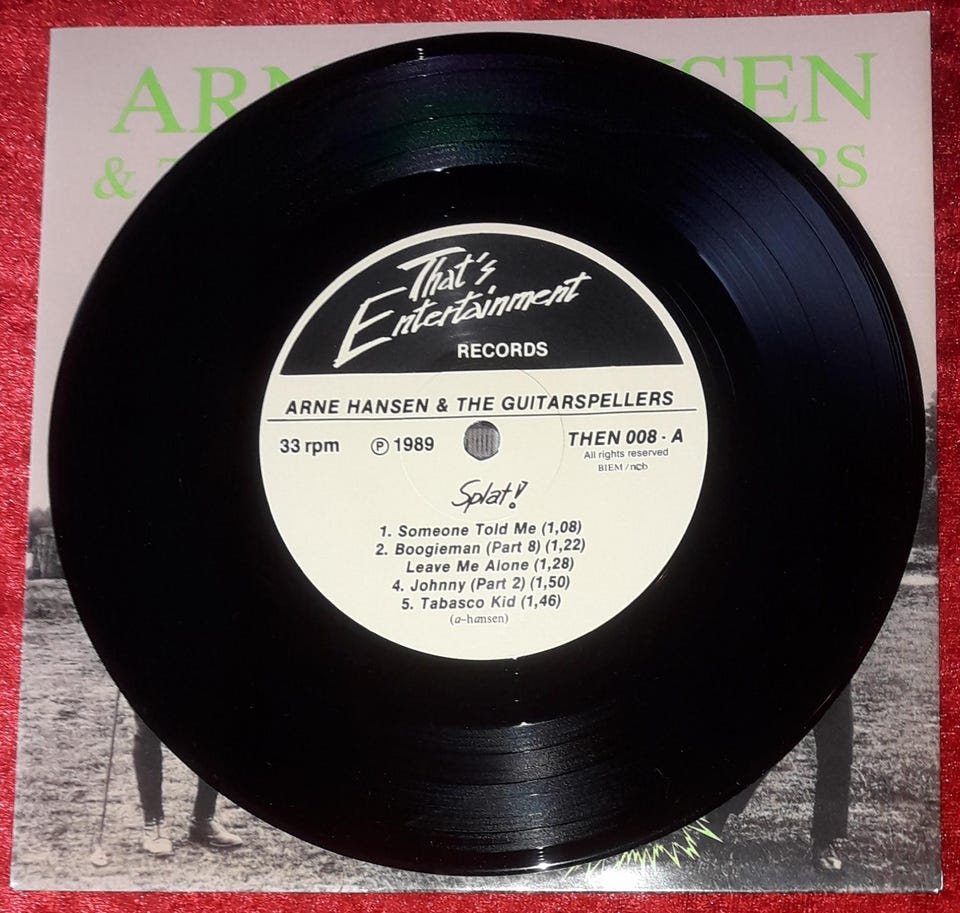 AR SEN
& RS
That's
Entertainment
RECORDS
ARNE HANSEN & THE GUITARSPELLERS
33 rpm ℗ 1989 THEN 008 - A
All rights reserved
BIEM / ncb
Splat!
1. Someone Told Me (1,08)
2. Boogieman (Part 8) (1,22)
Leave Me Alone (1,28)
4. Johnny (Part 2) (1,50)
5. Tabasco Kid (1,46)
(a-hansen)